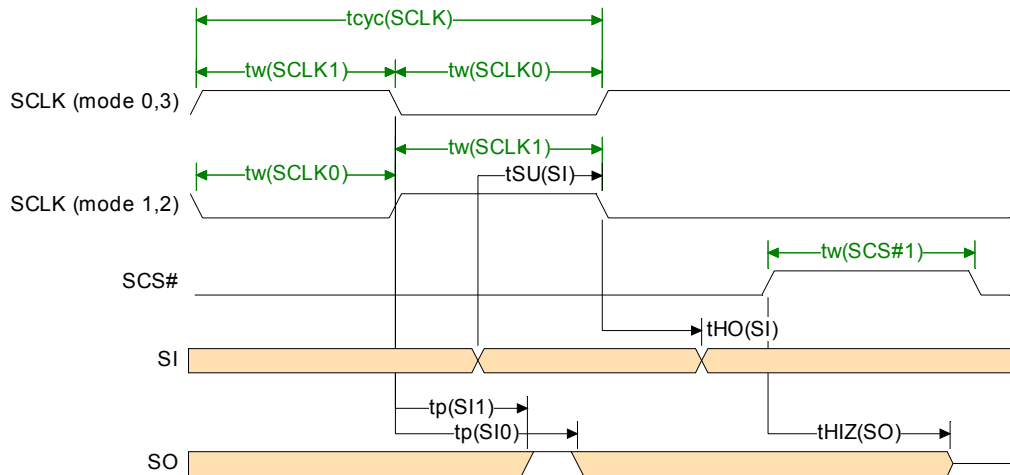 tcyc(SCLK)
tw(SCLK1) tw(SCLK0)
SCLK (mode 0,3)
tw(SCLK1)
tw(SCLK0) tSU(SI)
SCLK (mode 1,2)
tw(SCS#1)
SCS#
tHO(SI)
SI
tp(SI1)
tp(SI0) tHIZ(SO)
SO